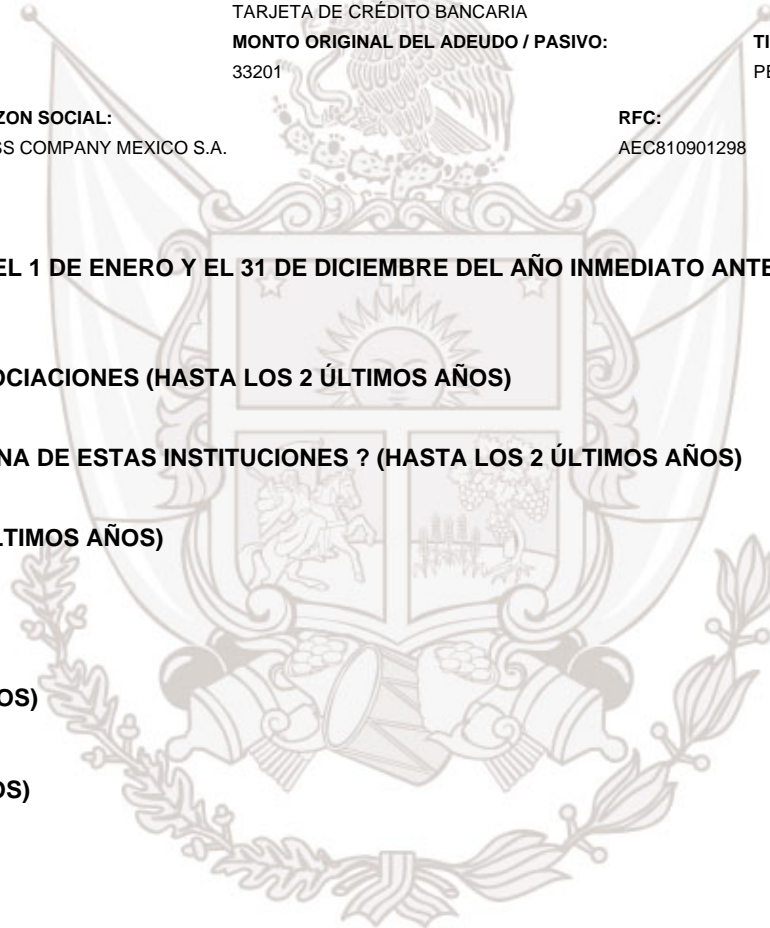 TARJETA DE CRÉDITO BANCARIA
MONTO ORIGINAL DEL ADEUDO / PASIVO:
33201
ZON SOCIAL: RFC:
SS COMPANY MEXICO S.A. AEC810901298
EL 1 DE ENERO Y EL 31 DE DICIEMBRE DEL AÑO INMEDIATO ANTE
OCIACIONES (HASTA LOS 2 ÚLTIMOS AÑOS)
NA DE ESTAS INSTITUCIONES ? (HASTA LOS 2 ÚLTIMOS AÑOS)
LTIMOS AÑOS)
OS)
OS)